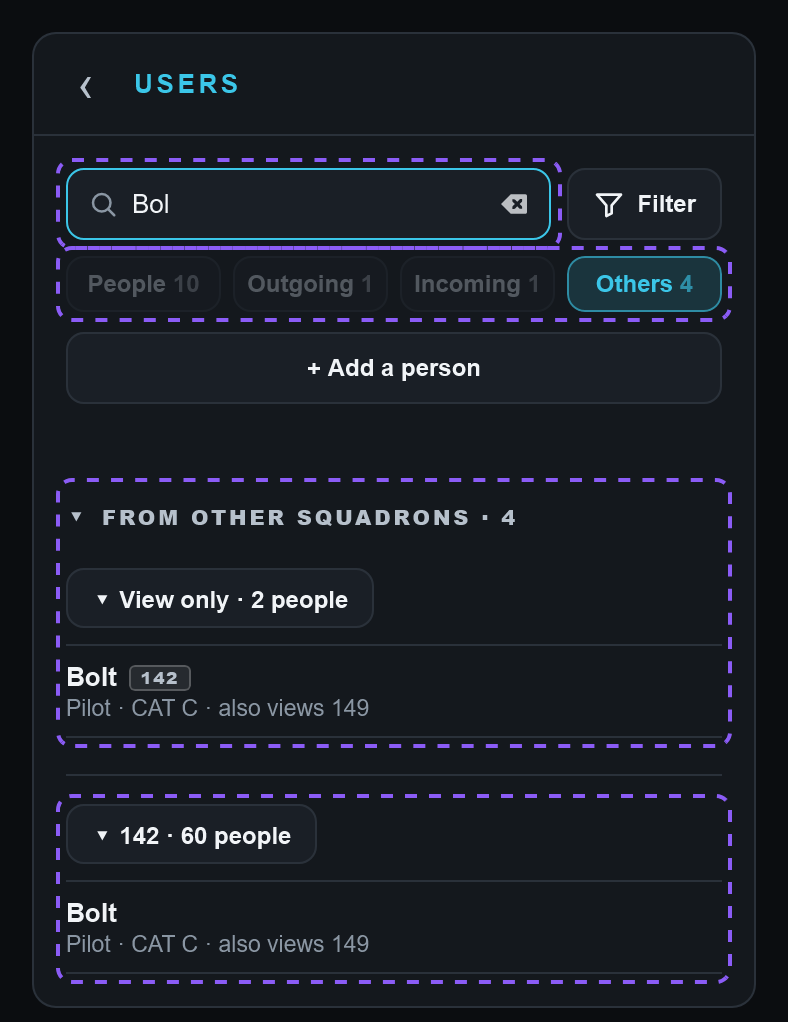 USERS
Bol
Filter
People 10
Outgoing 1
Incoming 1
Others 4
+ Add a person
▼ FROM OTHER SQUADRONS · 4
▼ View only · 2 people
Bolt 142
Pilot · CAT C · also views 149
▼ 142 · 60 people
Bolt
Pilot · CAT C · also views 149